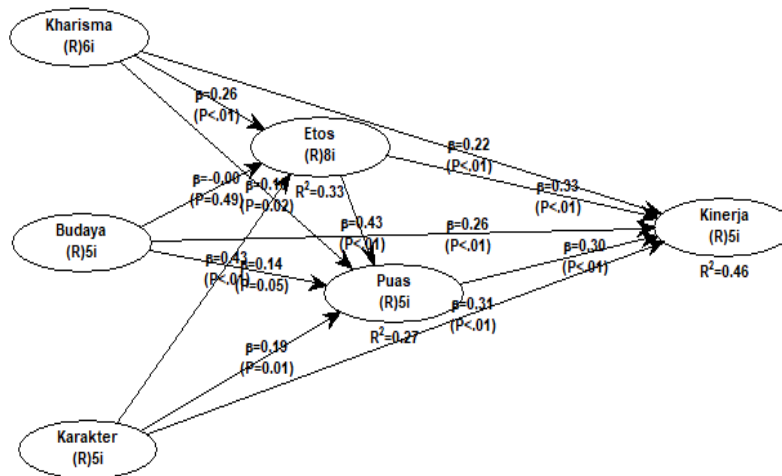 Kharisma
(R)6i
β=0.26
(P<.01)
Etos
(R)8i
R²=0.33
β=0.22
(P<.01)
β=-0.00
(P=0.49)
(P=0.02)
β=0.33
(P<.01)
Kinerja
(R)5i
R²=0.46
Budaya
(R)5i
β=0.43
(P<.01)
β=0.26
(P<.01)
β=0.43
(P<.01)
β=0.14
(P=0.05)
Puas
(R)5i
R²=0.27
β=0.30
(P<.01)
β=0.31
(P<.01)
β=0.19
(P=0.01)
Karakter
(R)5i